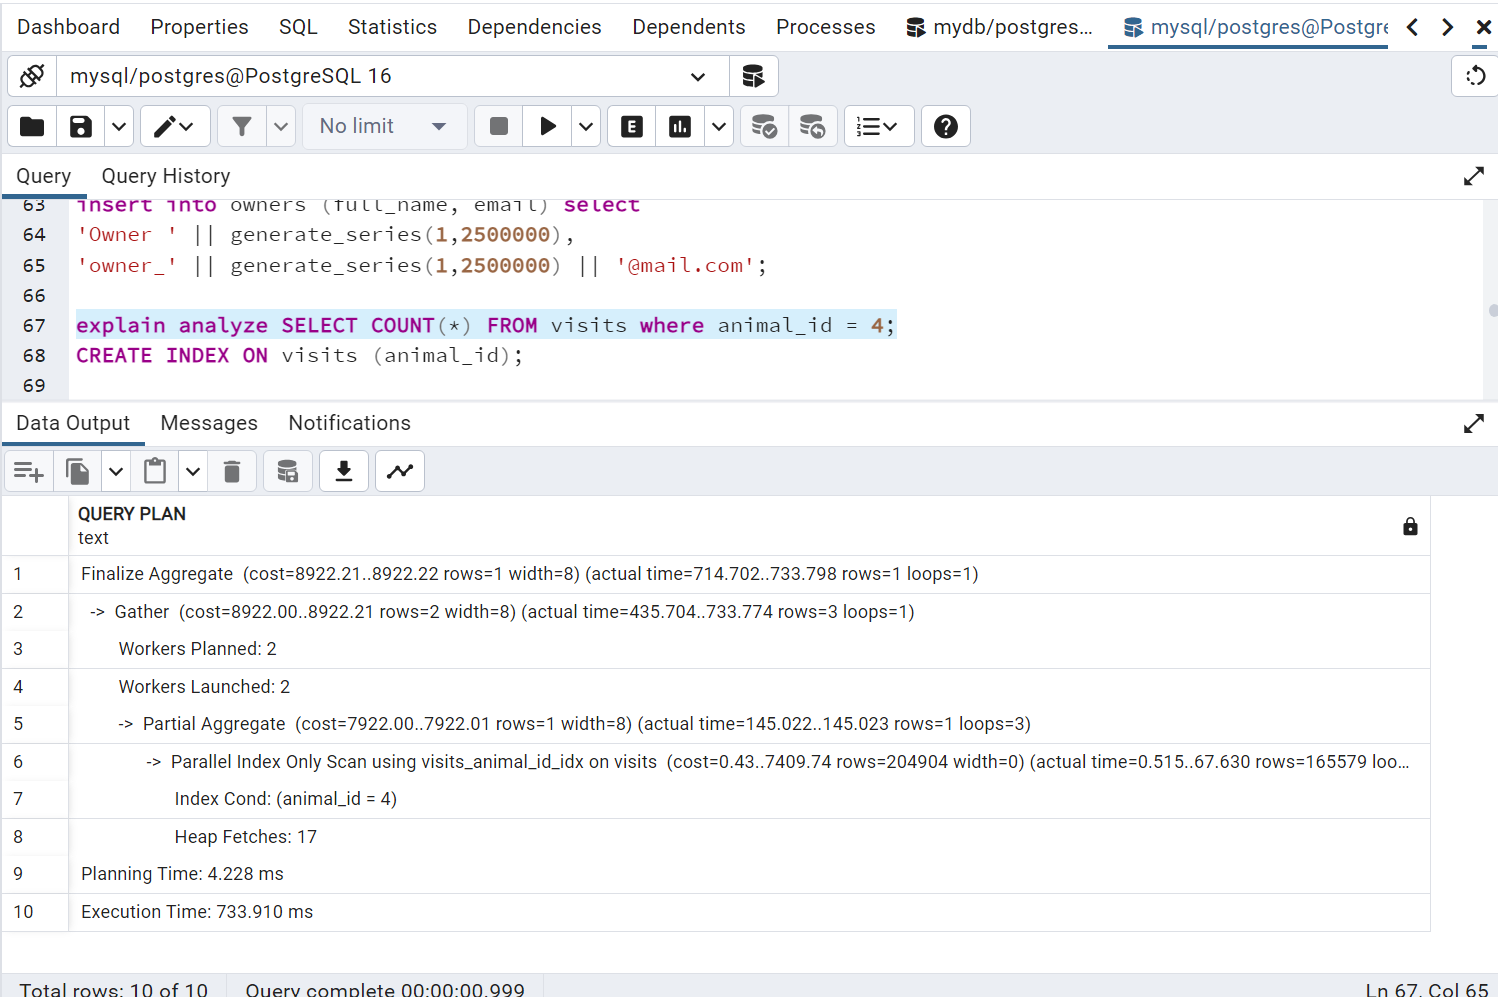 Dashboard Properties SQL Statistics Dependencies Dependents Processes mydb/postgres... mysql/postgres@PostgreS
mysql/postgres@PostgreSQL 16
No limit
Query Query History
63 insert into owners (full_name, email) select
64 'Owner ' || generate_series(1,2500000),
65 'owner_' || generate_series(1,2500000) || '@mail.com';
66
67 explain analyze SELECT COUNT(*) FROM visits where animal_id = 4;
68 CREATE INDEX ON visits (animal_id);
69
Data Output Messages Notifications
QUERY PLAN
text
1 Finalize Aggregate (cost=8922.21..8922.22 rows=1 width=8) (actual time=714.702..733.798 rows=1 loops=1)
2 -> Gather (cost=8922.00..8922.21 rows=2 width=8) (actual time=435.704..733.774 rows=3 loops=1)
3 Workers Planned: 2
4 Workers Launched: 2
5 -> Partial Aggregate (cost=7922.00..7922.01 rows=1 width=8) (actual time=145.022..145.023 rows=1 loops=3)
6 -> Parallel Index Only Scan using visits_animal_id_idx on visits (cost=0.43..7409.74 rows=204904 width=0) (actual time=0.515..67.630 rows=165579 loo...
7 Index Cond: (animal_id = 4)
8 Heap Fetches: 17
9 Planning Time: 4.228 ms
10 Execution Time: 733.910 ms
Total rows: 10 of 10 Query complete 00:00:00.999 Ln 67, Col 65